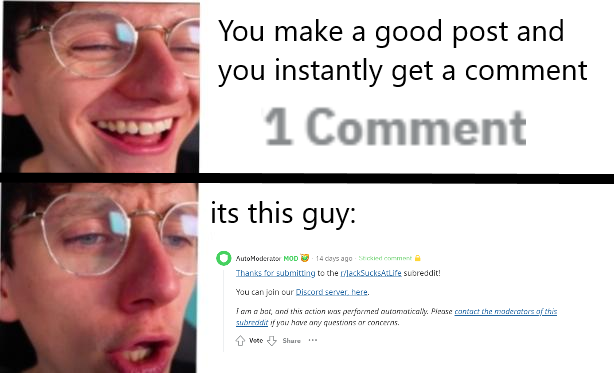 You make a good post and
you instantly get a comment
1 Comment
its this guy:
AutoModerator MOD · 14 days ago · Stickied comment
Thanks for submitting to the r/JackSucksAtLife subreddit!
You can join our Discord server, here.
I am a bot, and this action was performed automatically. Please contact the moderators of this
subreddit if you have any questions or concerns.
Vote Share ···